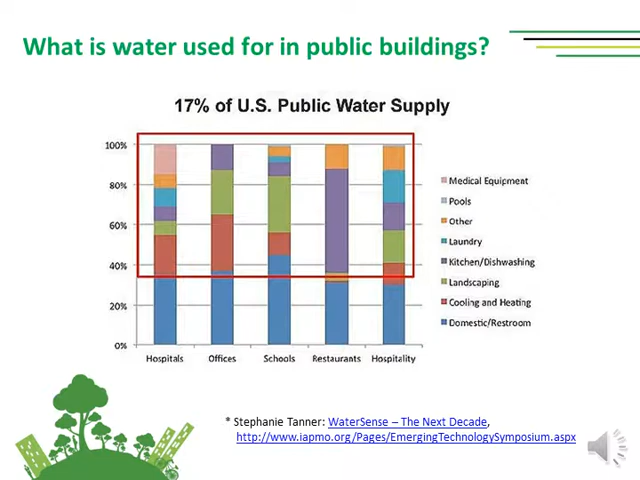 What is water used for in public buildings?
17% of U.S. Public Water Supply
100%
80%
60%
40%
20%
0%
Hospitals Offices Schools Restaurants Hospitality
Medical Equipment
Pools
Other
Laundry
Kitchen/Dishwashing
Landscaping
Cooling and Heating
Domestic/Restroom
* Stephanie Tanner: WaterSense – The Next Decade,
http://www.iapmo.org/Pages/EmergingTechnologySymposium.aspx